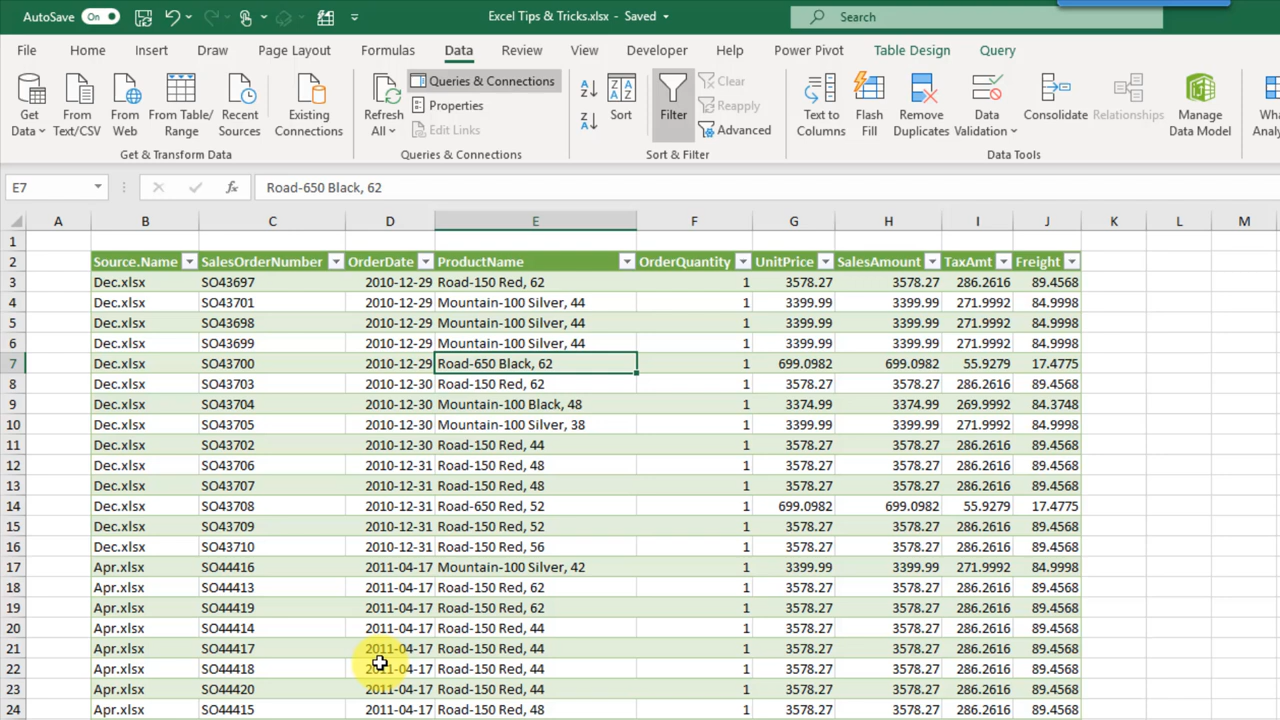 AutoSave On Excel Tips & Tricks.xlsx - Saved Search
File Home Insert Draw Page Layout Formulas Data Review View Developer Help Power Pivot Table Design Query
Get Data From Text/CSV From Web From Table/ Range Recent Sources Existing Connections Refresh All Queries & Connections Properties Edit Links Sort Filter Clear Reapply Advanced Text to Columns Flash Fill Remove Duplicates Data Validation Consolidate Relationships Manage Data Model
Get & Transform Data Queries & Connections Sort & Filter Data Tools
E7 fx Road-650 Black, 62
A B C D E F G H I J K L M
1
2 Source.Name SalesOrderNumber OrderDate ProductName OrderQuantity UnitPrice SalesAmount TaxAmt Freight
3 Dec.xlsx SO43697 2010-12-29 Road-150 Red, 62 1 3578.27 3578.27 286.2616 89.4568
4 Dec.xlsx SO43701 2010-12-29 Mountain-100 Silver, 44 1 3399.99 3399.99 271.9992 84.9998
5 Dec.xlsx SO43698 2010-12-29 Mountain-100 Silver, 44 1 3399.99 3399.99 271.9992 84.9998
6 Dec.xlsx SO43699 2010-12-29 Mountain-100 Silver, 44 1 3399.99 3399.99 271.9992 84.9998
7 Dec.xlsx SO43700 2010-12-29 Road-650 Black, 62 1 699.0982 699.0982 55.9279 17.4775
8 Dec.xlsx SO43703 2010-12-30 Road-150 Red, 62 1 3578.27 3578.27 286.2616 89.4568
9 Dec.xlsx SO43704 2010-12-30 Mountain-100 Black, 48 1 3374.99 3374.99 269.9992 84.3748
10 Dec.xlsx SO43705 2010-12-30 Mountain-100 Silver, 38 1 3399.99 3399.99 271.9992 84.9998
11 Dec.xlsx SO43702 2010-12-30 Road-150 Red, 44 1 3578.27 3578.27 286.2616 89.4568
12 Dec.xlsx SO43706 2010-12-31 Road-150 Red, 48 1 3578.27 3578.27 286.2616 89.4568
13 Dec.xlsx SO43707 2010-12-31 Road-150 Red, 48 1 3578.27 3578.27 286.2616 89.4568
14 Dec.xlsx SO43708 2010-12-31 Road-650 Red, 52 1 699.0982 699.0982 55.9279 17.4775
15 Dec.xlsx SO43709 2010-12-31 Road-150 Red, 52 1 3578.27 3578.27 286.2616 89.4568
16 Dec.xlsx SO43710 2010-12-31 Road-150 Red, 56 1 3578.27 3578.27 286.2616 89.4568
17 Apr.xlsx SO44416 2011-04-17 Mountain-100 Silver, 42 1 3399.99 3399.99 271.9992 84.9998
18 Apr.xlsx SO44413 2011-04-17 Road-150 Red, 62 1 3578.27 3578.27 286.2616 89.4568
19 Apr.xlsx SO44419 2011-04-17 Road-150 Red, 62 1 3578.27 3578.27 286.2616 89.4568
20 Apr.xlsx SO44414 2011-04-17 Road-150 Red, 44 1 3578.27 3578.27 286.2616 89.4568
21 Apr.xlsx SO44417 2011-04-17 Road-150 Red, 44 1 3578.27 3578.27 286.2616 89.4568
22 Apr.xlsx SO44418 2011-04-17 Road-150 Red, 44 1 3578.27 3578.27 286.2616 89.4568
23 Apr.xlsx SO44420 2011-04-17 Road-150 Red, 44 1 3578.27 3578.27 286.2616 89.4568
24 Apr.xlsx SO44415 2011-04-17 Road-150 Red, 48 1 3578.27 3578.27 286.2616 89.4568